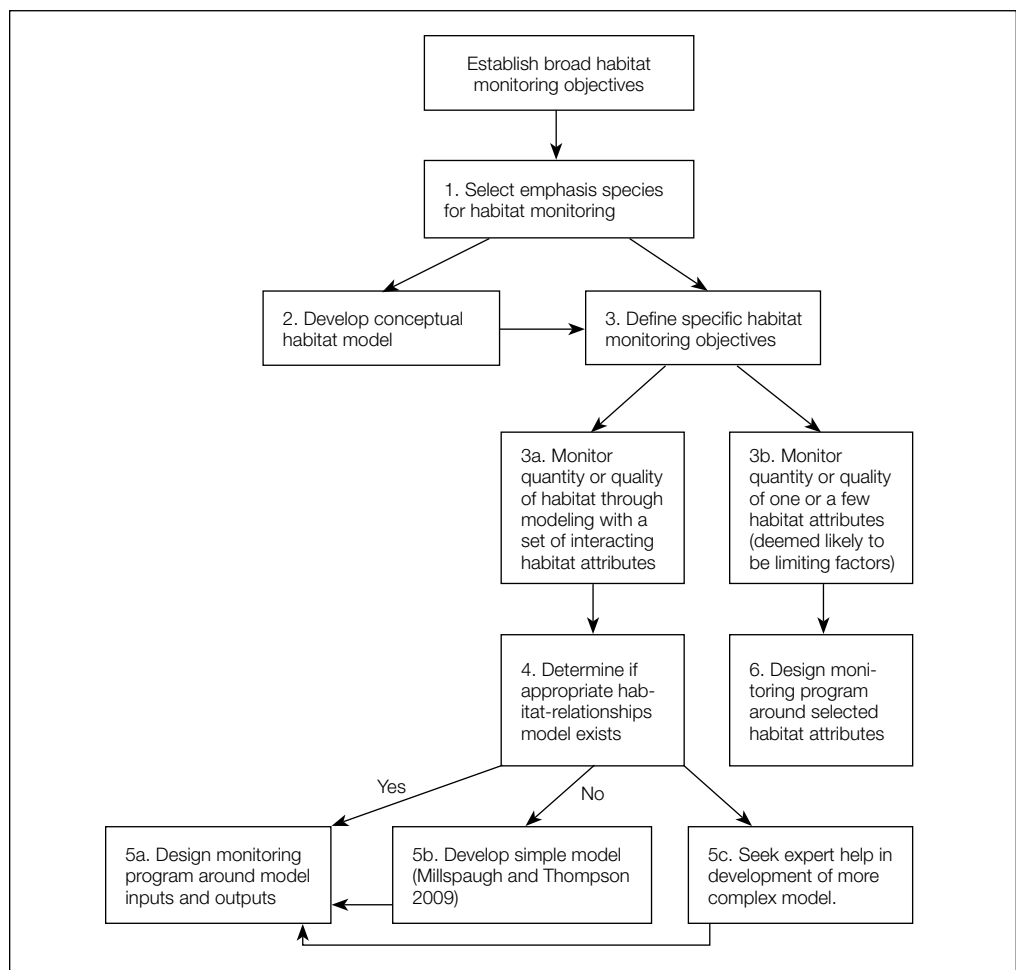 Establish broad habitat
monitoring objectives
1. Select emphasis species
for habitat monitoring
2. Develop conceptual
habitat model
3. Define specific habitat
monitoring objectives
3a. Monitor
quantity or quality
of habitat through
modeling with a
set of interacting
habitat attributes
3b. Monitor
quantity or quality
of one or a few
habitat attributes
(deemed likely to
be limiting factors)
4. Determine if
appropriate hab-
itat-relationships
model exists
6. Design moni-
toring program
around selected
habitat attributes
Yes
No
5a. Design monitoring
program around model
inputs and outputs
5b. Develop simple model
(Millspaugh and Thompson
2009)
5c. Seek expert help in
development of more
complex model.